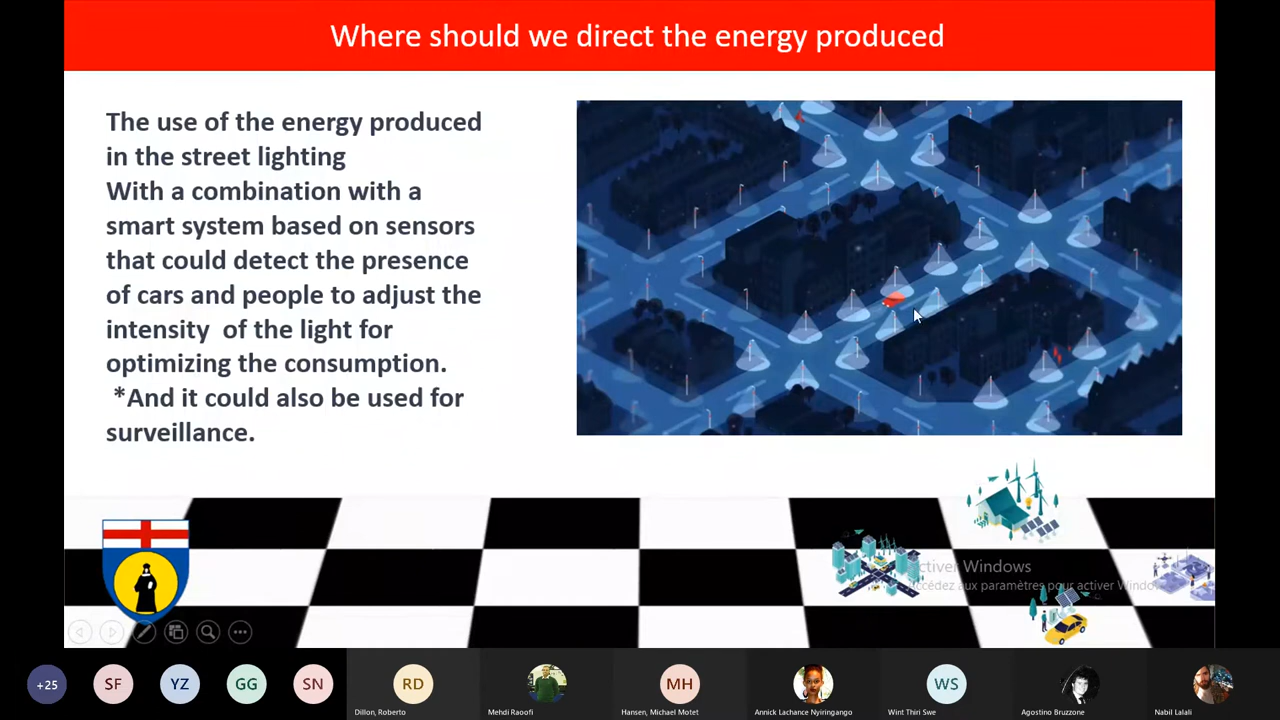 Where should we direct the energy produced
The use of the energy produced
in the street lighting
With a combination with a
smart system based on sensors
that could detect the presence
of cars and people to adjust the
intensity of the light for
optimizing the consumption.
*And it could also be used for
surveillance.
ctiver Windows
ccédez aux paramètres pour activer Windo
+25
SF
YZ
GG
SN
RD
MH
WS
Dillon, Roberto
Mehdi Raoofi
Hansen, Michael Motet
Annick Lachance Nyiringango
Wint Thiri Swe
Agostino Bruzzone
Nabil Lalali